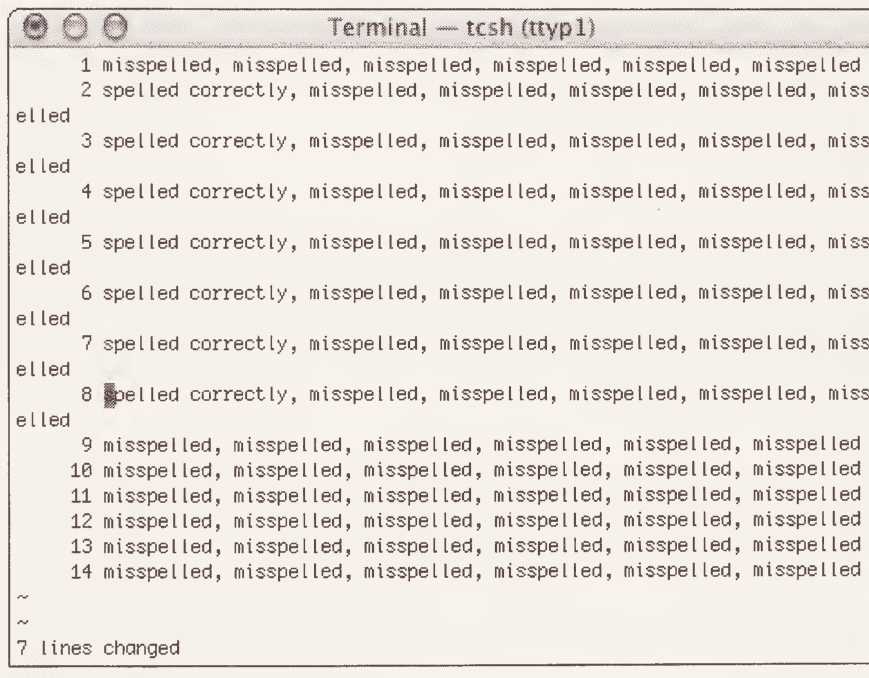 Terminal — tcsh (ttyp1)
1 misspelled, misspelled, misspelled, misspelled, misspelled, misspelled
2 spelled correctly, misspelled, misspelled, misspelled, misspelled, miss
elled
3 spelled correctly, misspelled, misspelled, misspelled, misspelled, miss
elled
4 spelled correctly, misspelled, misspelled, misspelled, misspelled, miss
elled
5 spelled correctly, misspelled, misspelled, misspelled, misspelled, miss
elled
6 spelled correctly, misspelled, misspelled, misspelled, misspelled, miss
elled
7 spelled correctly, misspelled, misspelled, misspelled, misspelled, miss
elled
8 spelled correctly, misspelled, misspelled, misspelled, misspelled, miss
elled
9 misspelled, misspelled, misspelled, misspelled, misspelled, misspelled
10 misspelled, misspelled, misspelled, misspelled, misspelled, misspelled
11 misspelled, misspelled, misspelled, misspelled, misspelled, misspelled
12 misspelled, misspelled, misspelled, misspelled, misspelled, misspelled
13 misspelled, misspelled, misspelled, misspelled, misspelled, misspelled
14 misspelled, misspelled, misspelled, misspelled, misspelled, misspelled
~
~
7 lines changed